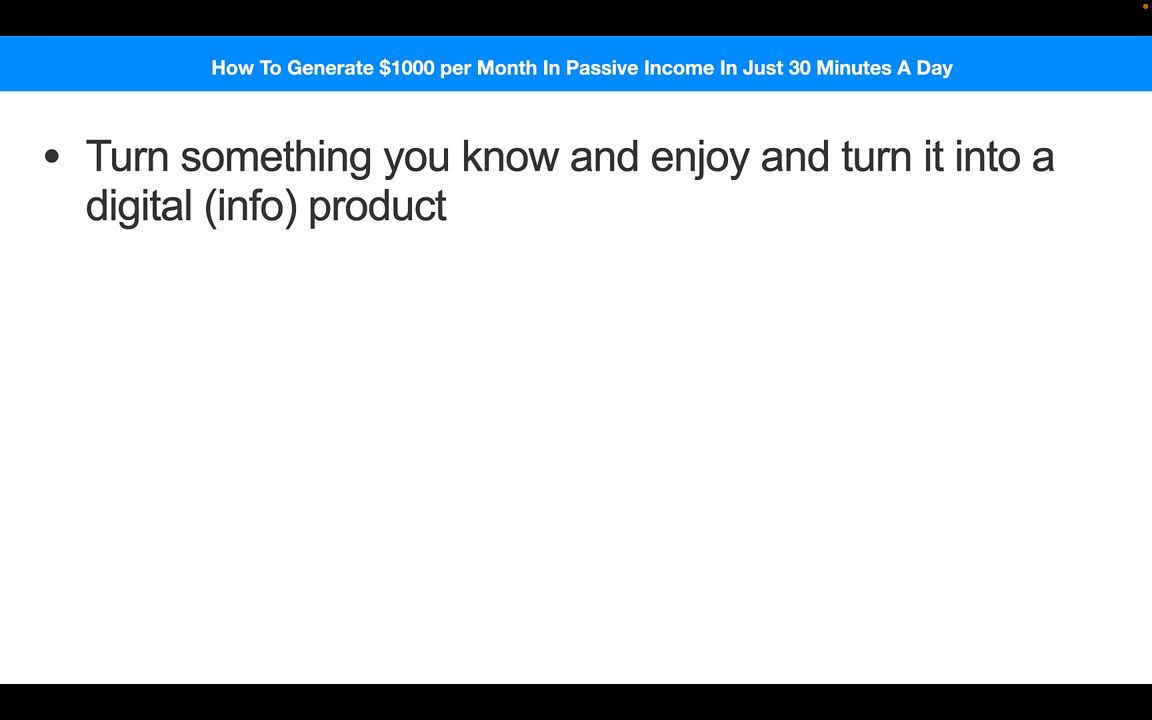 How To Generate $1000 per Month In Passive Income In Just 30 Minutes A Day
• Turn something you know and enjoy and turn it into a
digital (info) product